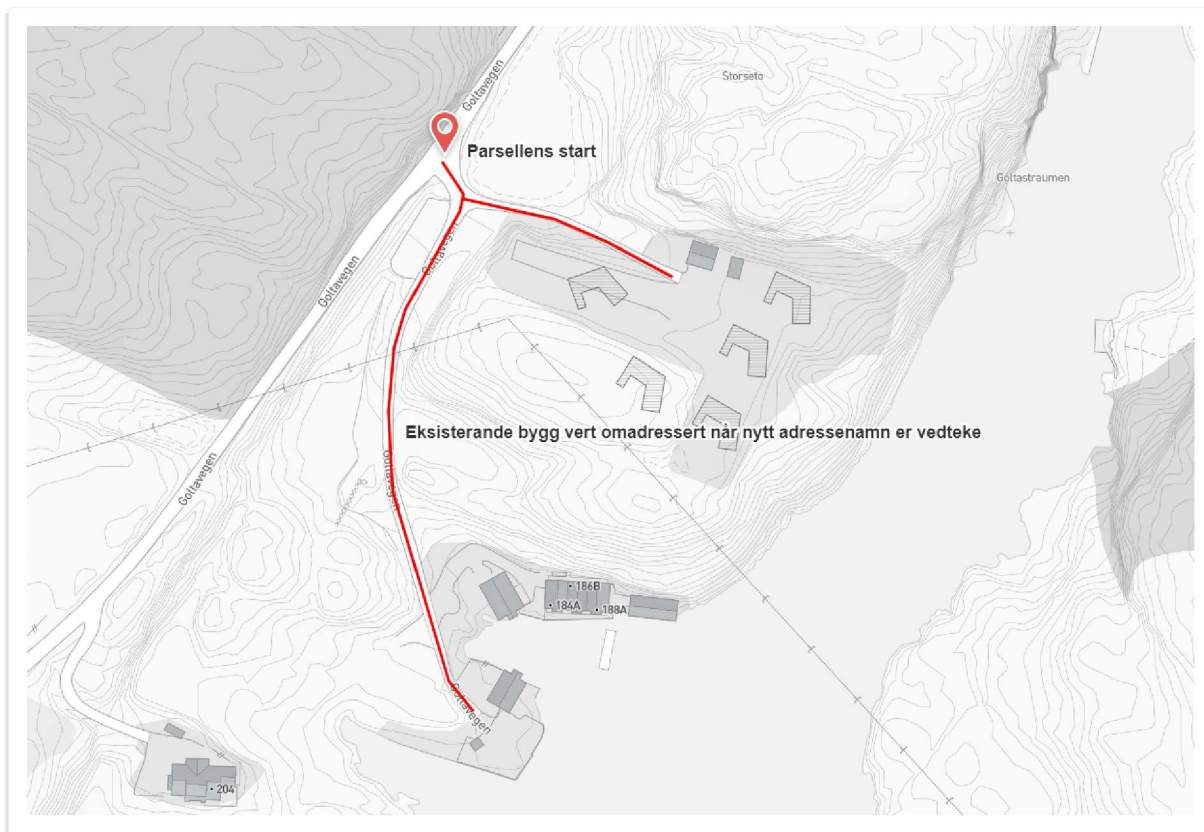 Goltavegen
Storseto
Parsellens start
Goltastraumen
Goltavegen
Goltavegen
Eksisterande bygg vert omadressert når nytt adressenamn er vedteke
Goltavegen
Goltavegen
186B
184A
188A
Goltavegen
204